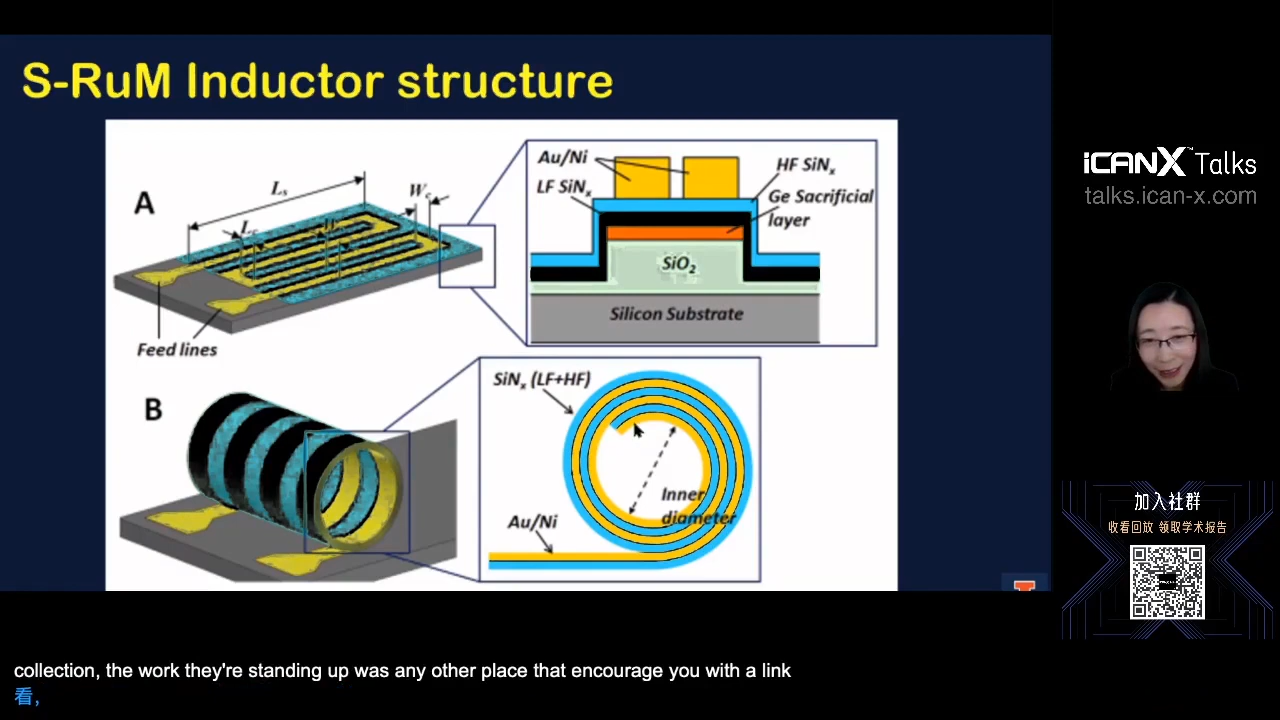 S-RuM Inductor structure
A
Ls
Wc
Lc
Feed lines
Au/Ni
LF SiNx
HF SiNx
Ge Sacrificial
layer
SiO2
Silicon Substrate
B
SiNx (LF+HF)
Inner
diameter
Au/Ni
iCANX Talks
talks.ican-x.com
加入社群
收看回放 领取学术报告
collection, the work they're standing up was any other place that encourage you with a link
看,